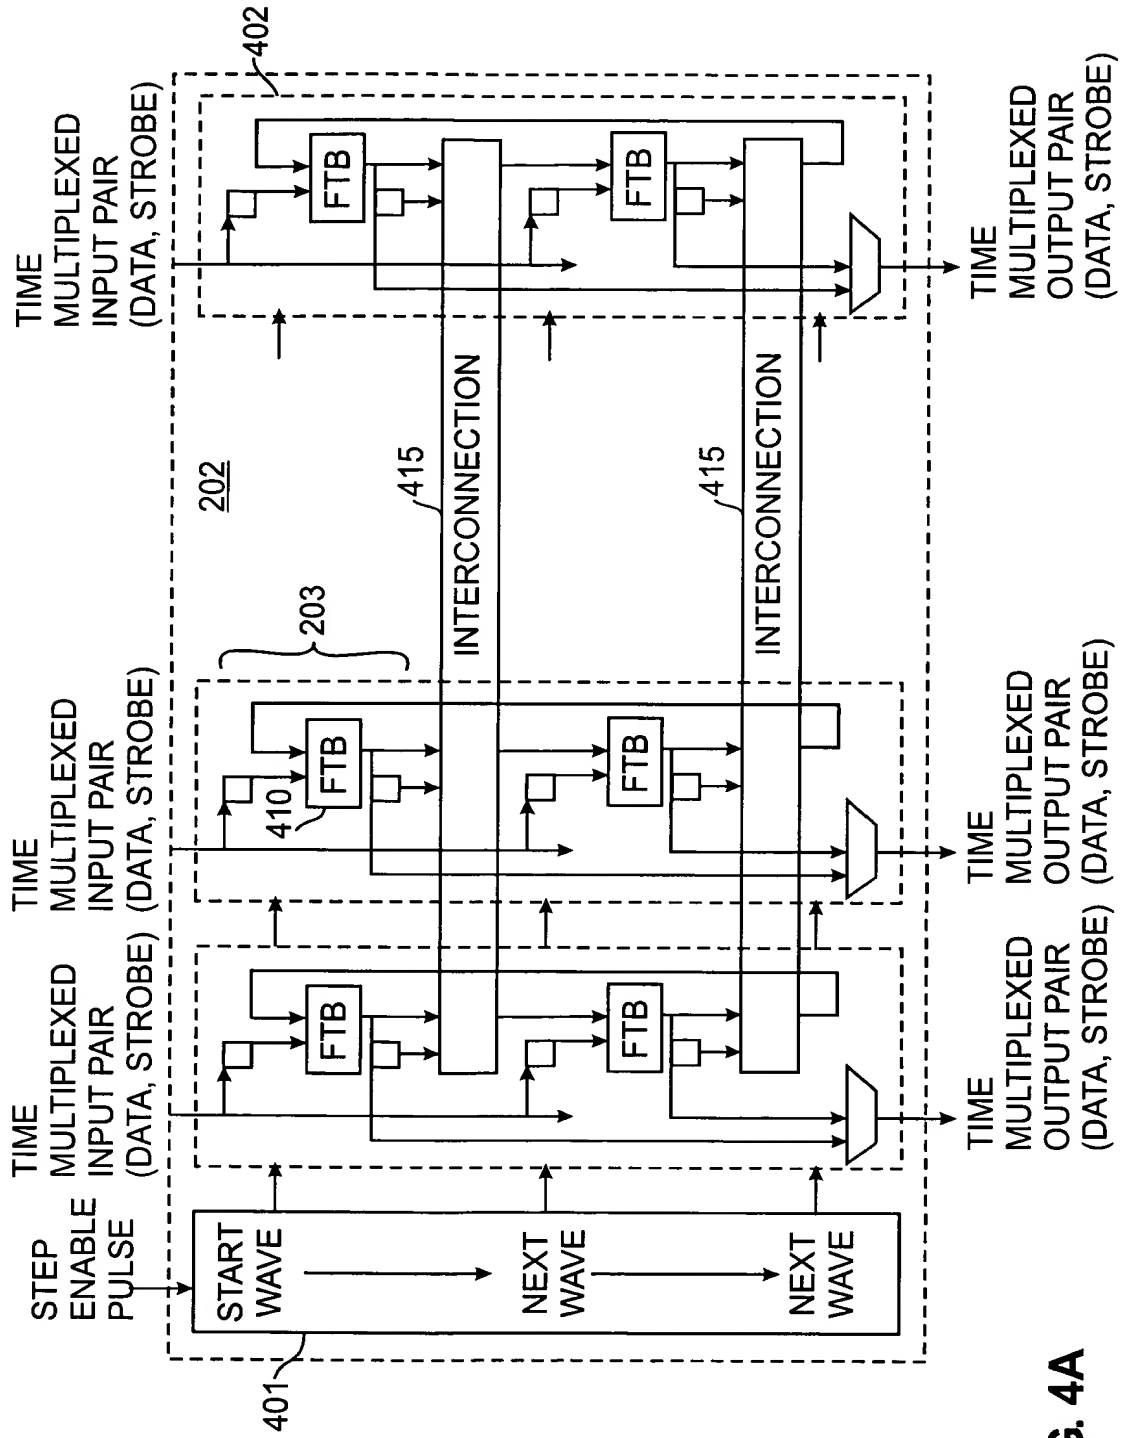 STEP
ENABLE
PULSE
TIME
MULTIPLEXED
INPUT PAIR
(DATA, STROBE)
TIME
MULTIPLEXED
INPUT PAIR
(DATA, STROBE)
TIME
MULTIPLEXED
INPUT PAIR
(DATA, STROBE)
402
401
START
WAVE
NEXT
WAVE
NEXT
WAVE
202
203
410
FTB
FTB
FTB
415
INTERCONNECTION
FTB
FTB
FTB
415
INTERCONNECTION
TIME
MULTIPLEXED
OUTPUT PAIR
(DATA, STROBE)
TIME
MULTIPLEXED
OUTPUT PAIR
(DATA, STROBE)
TIME
MULTIPLEXED
OUTPUT PAIR
(DATA, STROBE)
G. 4A